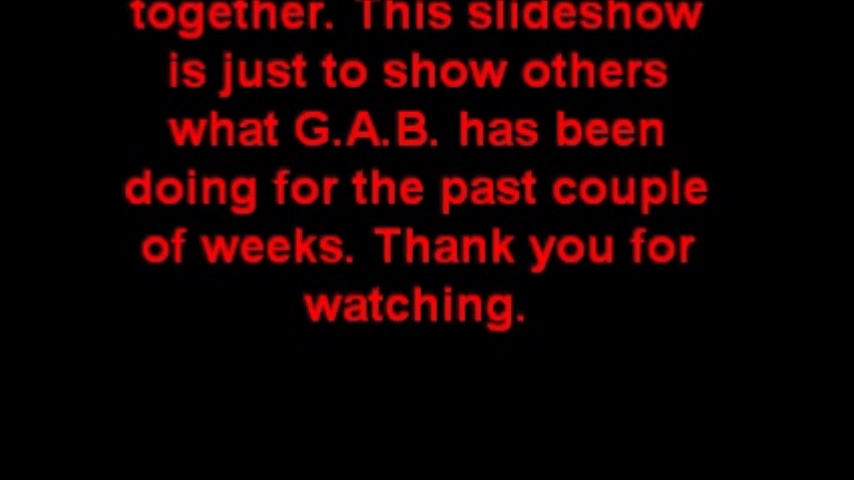 together. This slideshow
is just to show others
what G.A.B. has been
doing for the past couple
of weeks. Thank you for
watching.